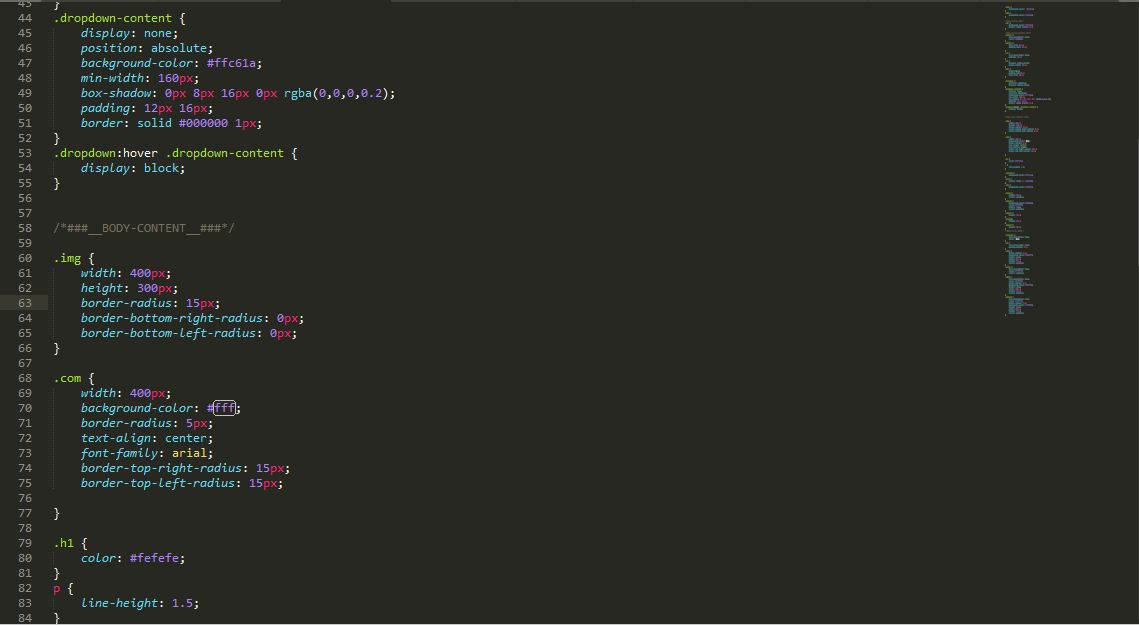 43 }
44 .dropdown-content {
45 display: none;
46 position: absolute;
47 background-color: #ffc61a;
48 min-width: 160px;
49 box-shadow: 0px 8px 16px 0px rgba(0,0,0,0.2);
50 padding: 12px 16px;
51 border: solid #000000 1px;
52 }
53 .dropdown:hover .dropdown-content {
54 display: block;
55 }
56
57
58 /*###__BODY-CONTENT__###*/
59
60 .img {
61 width: 400px;
62 height: 300px;
63 border-radius: 15px;
64 border-bottom-right-radius: 0px;
65 border-bottom-left-radius: 0px;
66 }
67
68 .com {
69 width: 400px;
70 background-color: #fff;
71 border-radius: 5px;
72 text-align: center;
73 font-family: arial;
74 border-top-right-radius: 15px;
75 border-top-left-radius: 15px;
76
77 }
78
79 .h1 {
80 color: #fefefe;
81 }
82 p {
83 line-height: 1.5;
84 }